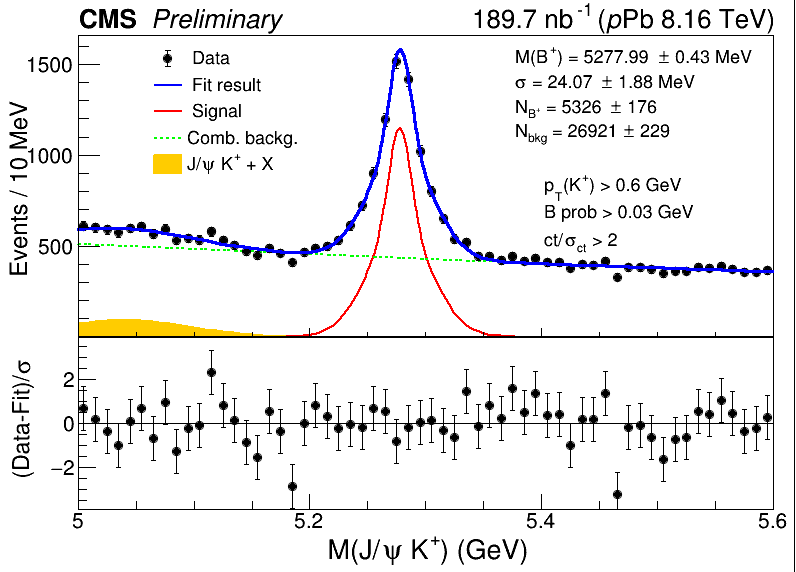 CMS Preliminary 189.7 nb⁻¹ (pPb 8.16 TeV)
Events / 10 MeV
1500
1000
500
Data
Fit result
Signal
Comb. backg.
J/ψ K⁺ + X
M(B⁺) = 5277.99 ± 0.43 MeV
σ = 24.07 ± 1.88 MeV
N_B⁺ = 5326 ± 176
N_bkg = 26921 ± 229
p_T(K⁺) > 0.6 GeV
B prob > 0.03 GeV
ct/σ_ct > 2
(Data-Fit)/σ
2
0
−2
5 5.2 5.4 5.6
M(J/ψ K⁺) (GeV)